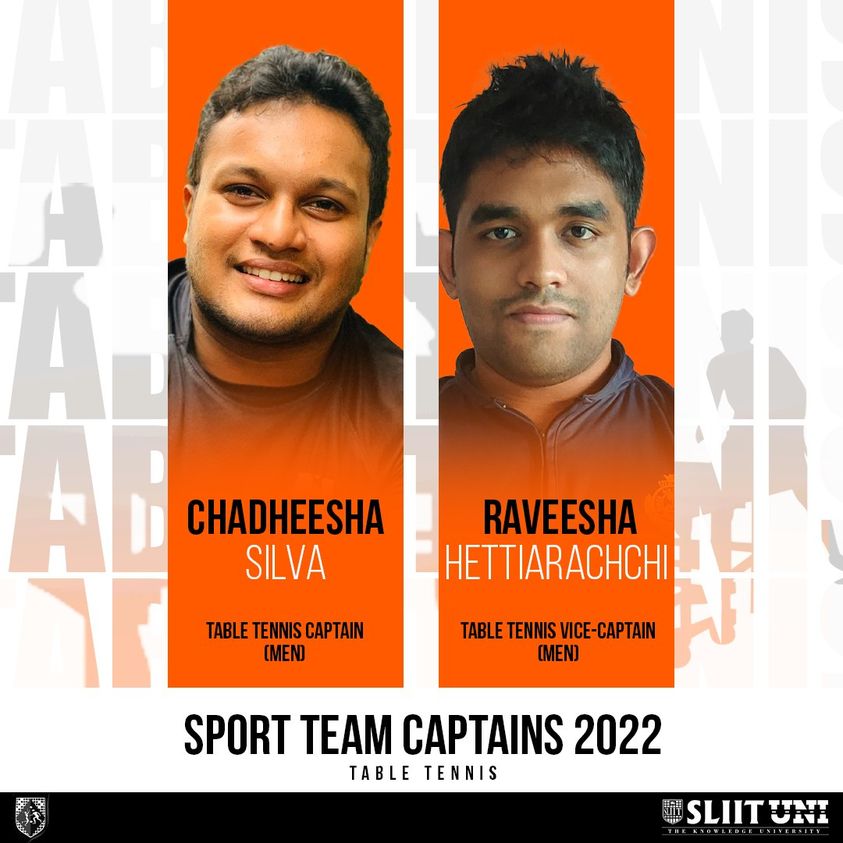 CHADHEESHA
SILVA
TABLE TENNIS CAPTAIN
(MEN)
RAVEESHA
HETTIARACHCHI
TABLE TENNIS VICE-CAPTAIN
(MEN)
SPORT TEAM CAPTAINS 2022
TABLE TENNIS
SLIIT UNI
THE KNOWLEDGE UNIVERSITY